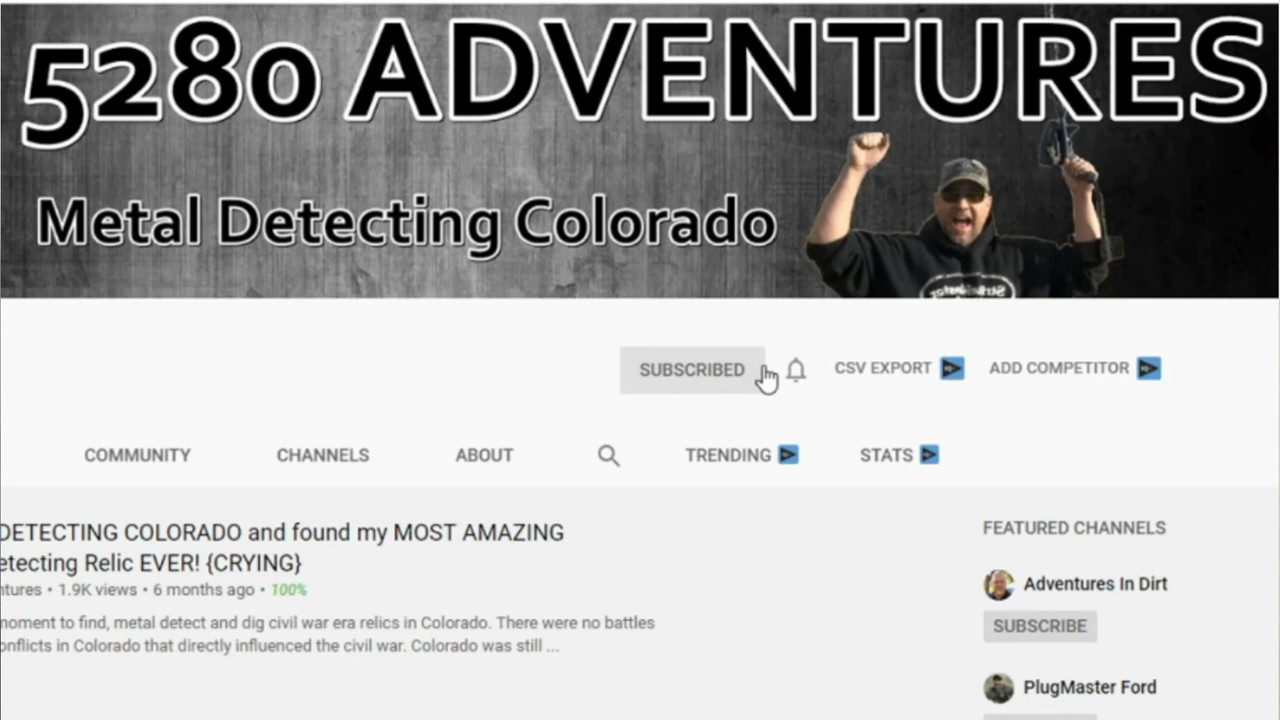 5280 ADVENTURES
Metal Detecting Colorado
SUBSCRIBED
CSV EXPORT
ADD COMPETITOR
COMMUNITY
CHANNELS
ABOUT
TRENDING
STATS
DETECTING COLORADO and found my MOST AMAZING
etecting Relic EVER! {CRYING}
ntures • 1.9K views • 6 months ago • 100%
moment to find, metal detect and dig civil war era relics in Colorado. There were no battles
onflicts in Colorado that directly influenced the civil war. Colorado was still ...
FEATURED CHANNELS
Adventures In Dirt
SUBSCRIBE
PlugMaster Ford